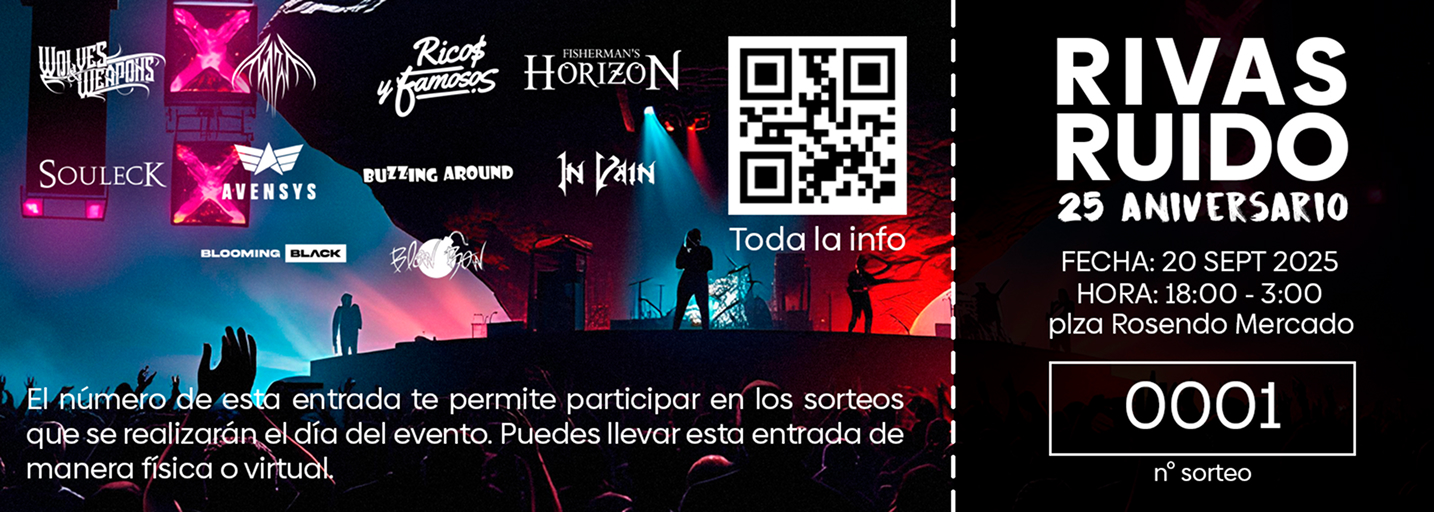 WOLVES
WEAPONS
Rico$
y famosos
FISHERMAN'S
HORIZON
SOULECK
AVENSYS
BUZZING AROUND
IN VAIN
BLOOMING BLACK
Toda la info
El número de esta entrada te permite participar en los sorteos
que se realizarán el día del evento. Puedes llevar esta entrada de
manera física o virtual.
RIVAS
RUIDO
25 ANIVERSARIO
FECHA: 20 SEPT 2025
HORA: 18:00 - 3:00
plza Rosendo Mercado
0001
nº sorteo